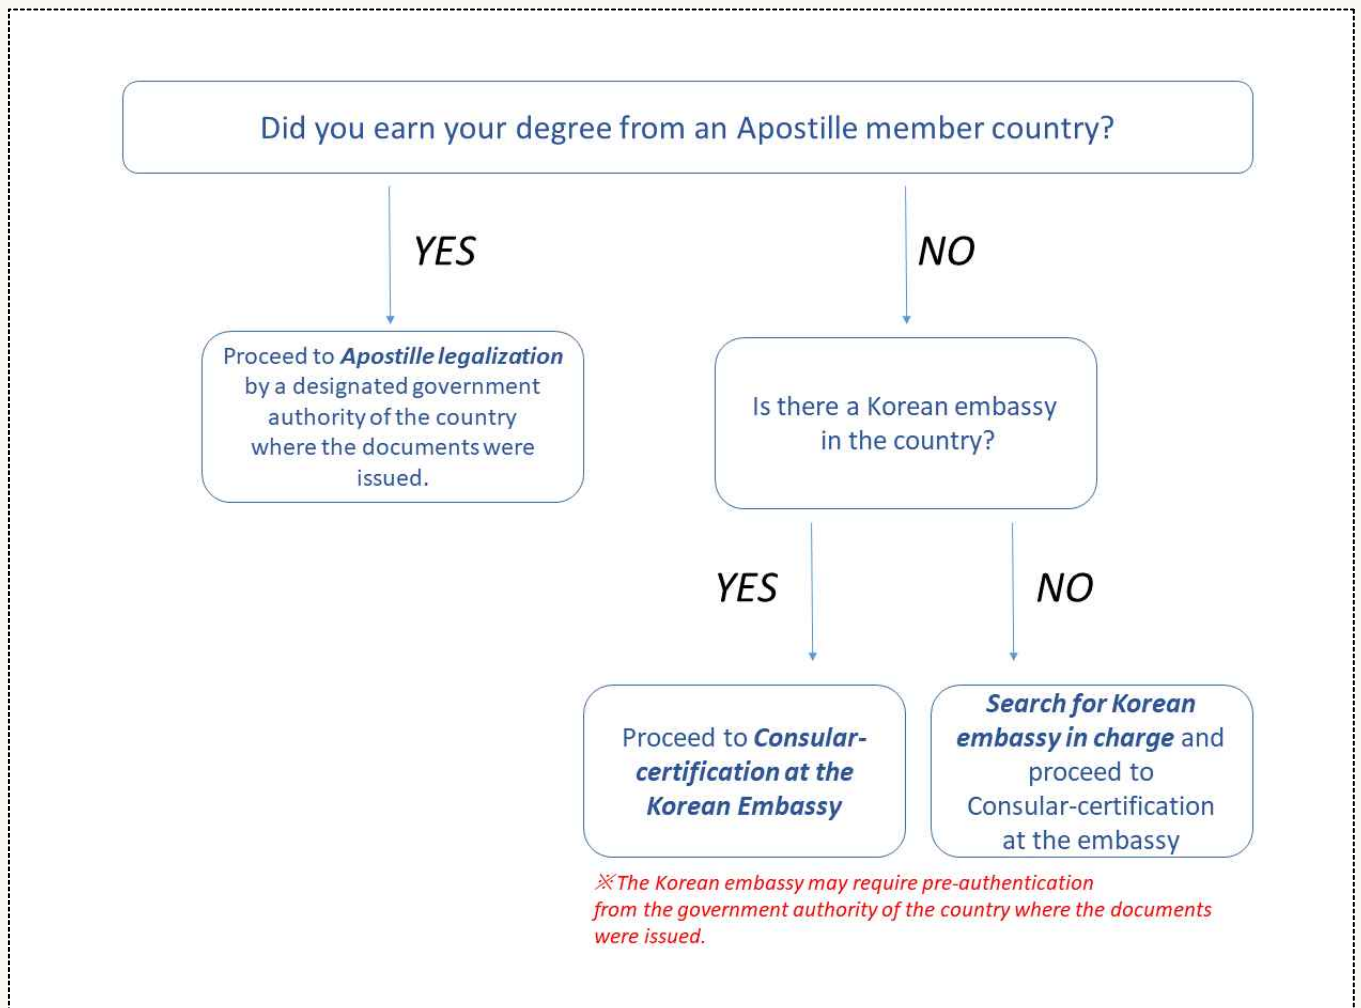 Did you earn your degree from an Apostille member country?
YES
NO
Proceed to Apostille legalization
by a designated government
authority of the country
where the documents were
issued.
Is there a Korean embassy
in the country?
YES
NO
Proceed to Consular-
certification at the
Korean Embassy
Search for Korean
embassy in charge and
proceed to
Consular-certification
at the embassy
※The Korean embassy may require pre-authentication
from the government authority of the country where the documents
were issued.